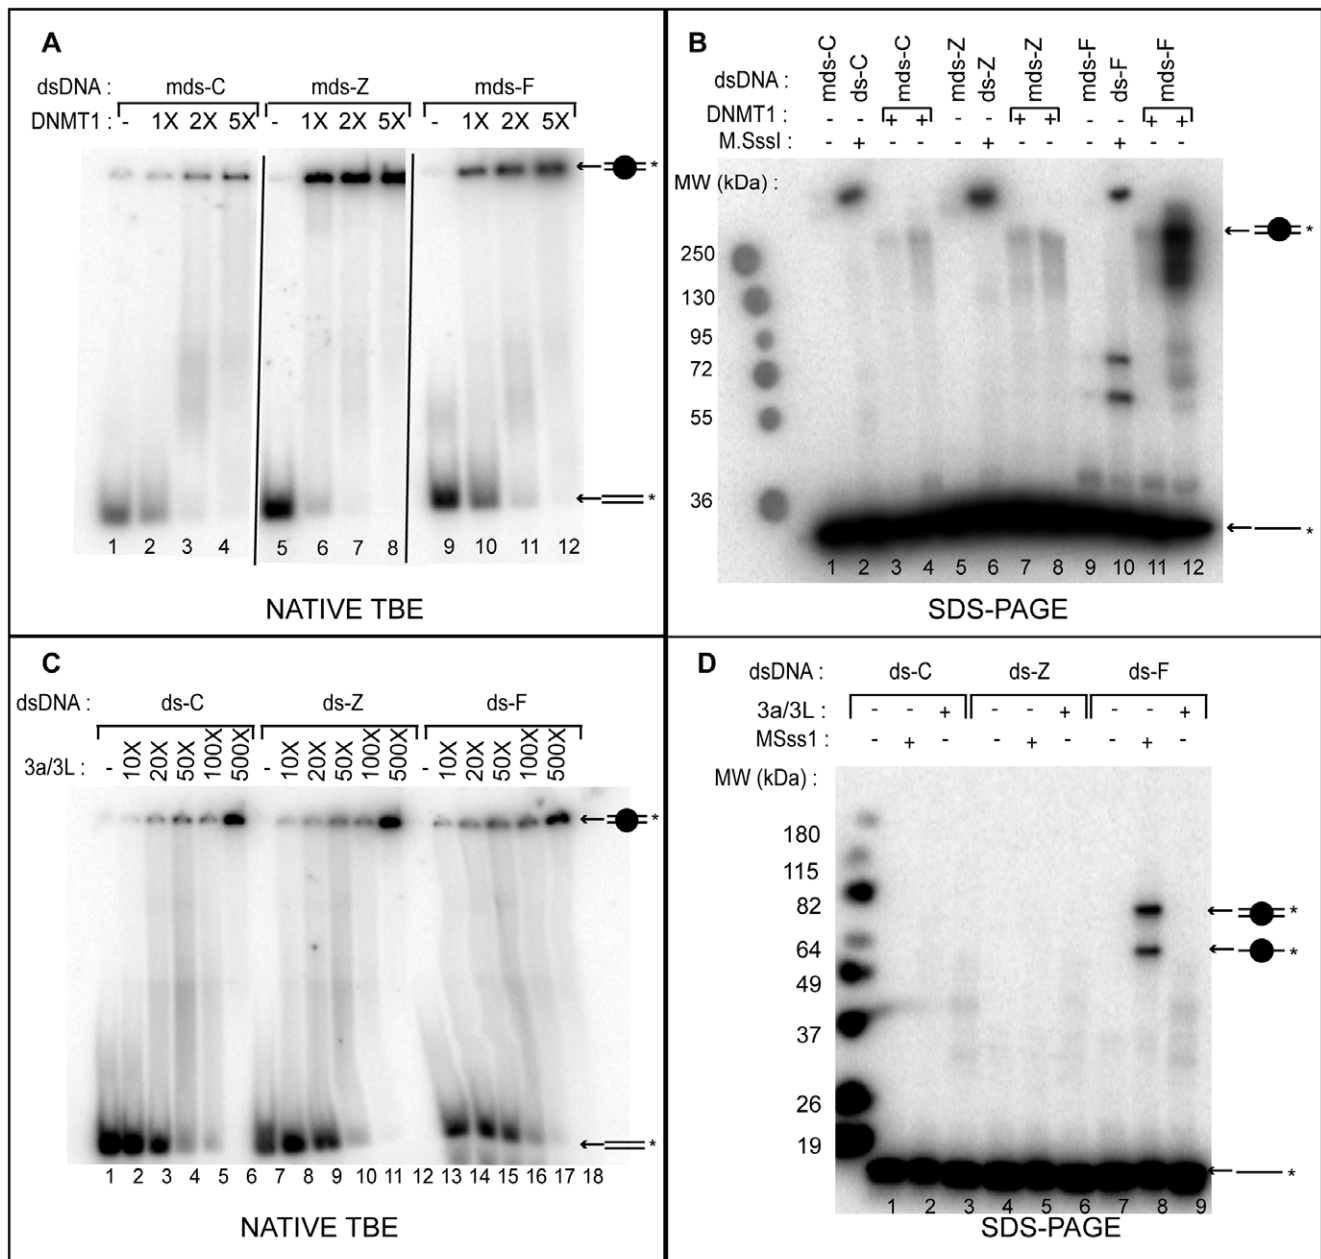 A
dsDNA : mds-C mds-Z mds-F
DNMT1 : - 1X 2X 5X - 1X 2X 5X - 1X 2X 5X
*
*
1 2 3 4 5 6 7 8 9 10 11 12
NATIVE TBE
B
dsDNA : mds-C ds-C mds-C mds-Z ds-Z mds-Z mds-F ds-F mds-F
DNMT1 : - - + + - - + + - - + +
M.SssI : - + - - - + - - - + - -
MW (kDa) :
*
250
130
95
72
55
36
*
1 2 3 4 5 6 7 8 9 10 11 12
SDS-PAGE
C
dsDNA : ds-C ds-Z ds-F
3a/3L : - 10X 20X 50X 100X 500X - 10X 20X 50X 100X 500X - 10X 20X 50X 100X 500X
*
*
1 2 3 4 5 6 7 8 9 10 11 12 13 14 15 16 17 18
NATIVE TBE
D
dsDNA : ds-C ds-Z ds-F
3a/3L : - - + - - + - - +
MSss1 : - + - - + - - + -
MW (kDa) :
180
115
82
*
64
*
49
37
26
19
*
1 2 3 4 5 6 7 8 9
SDS-PAGE